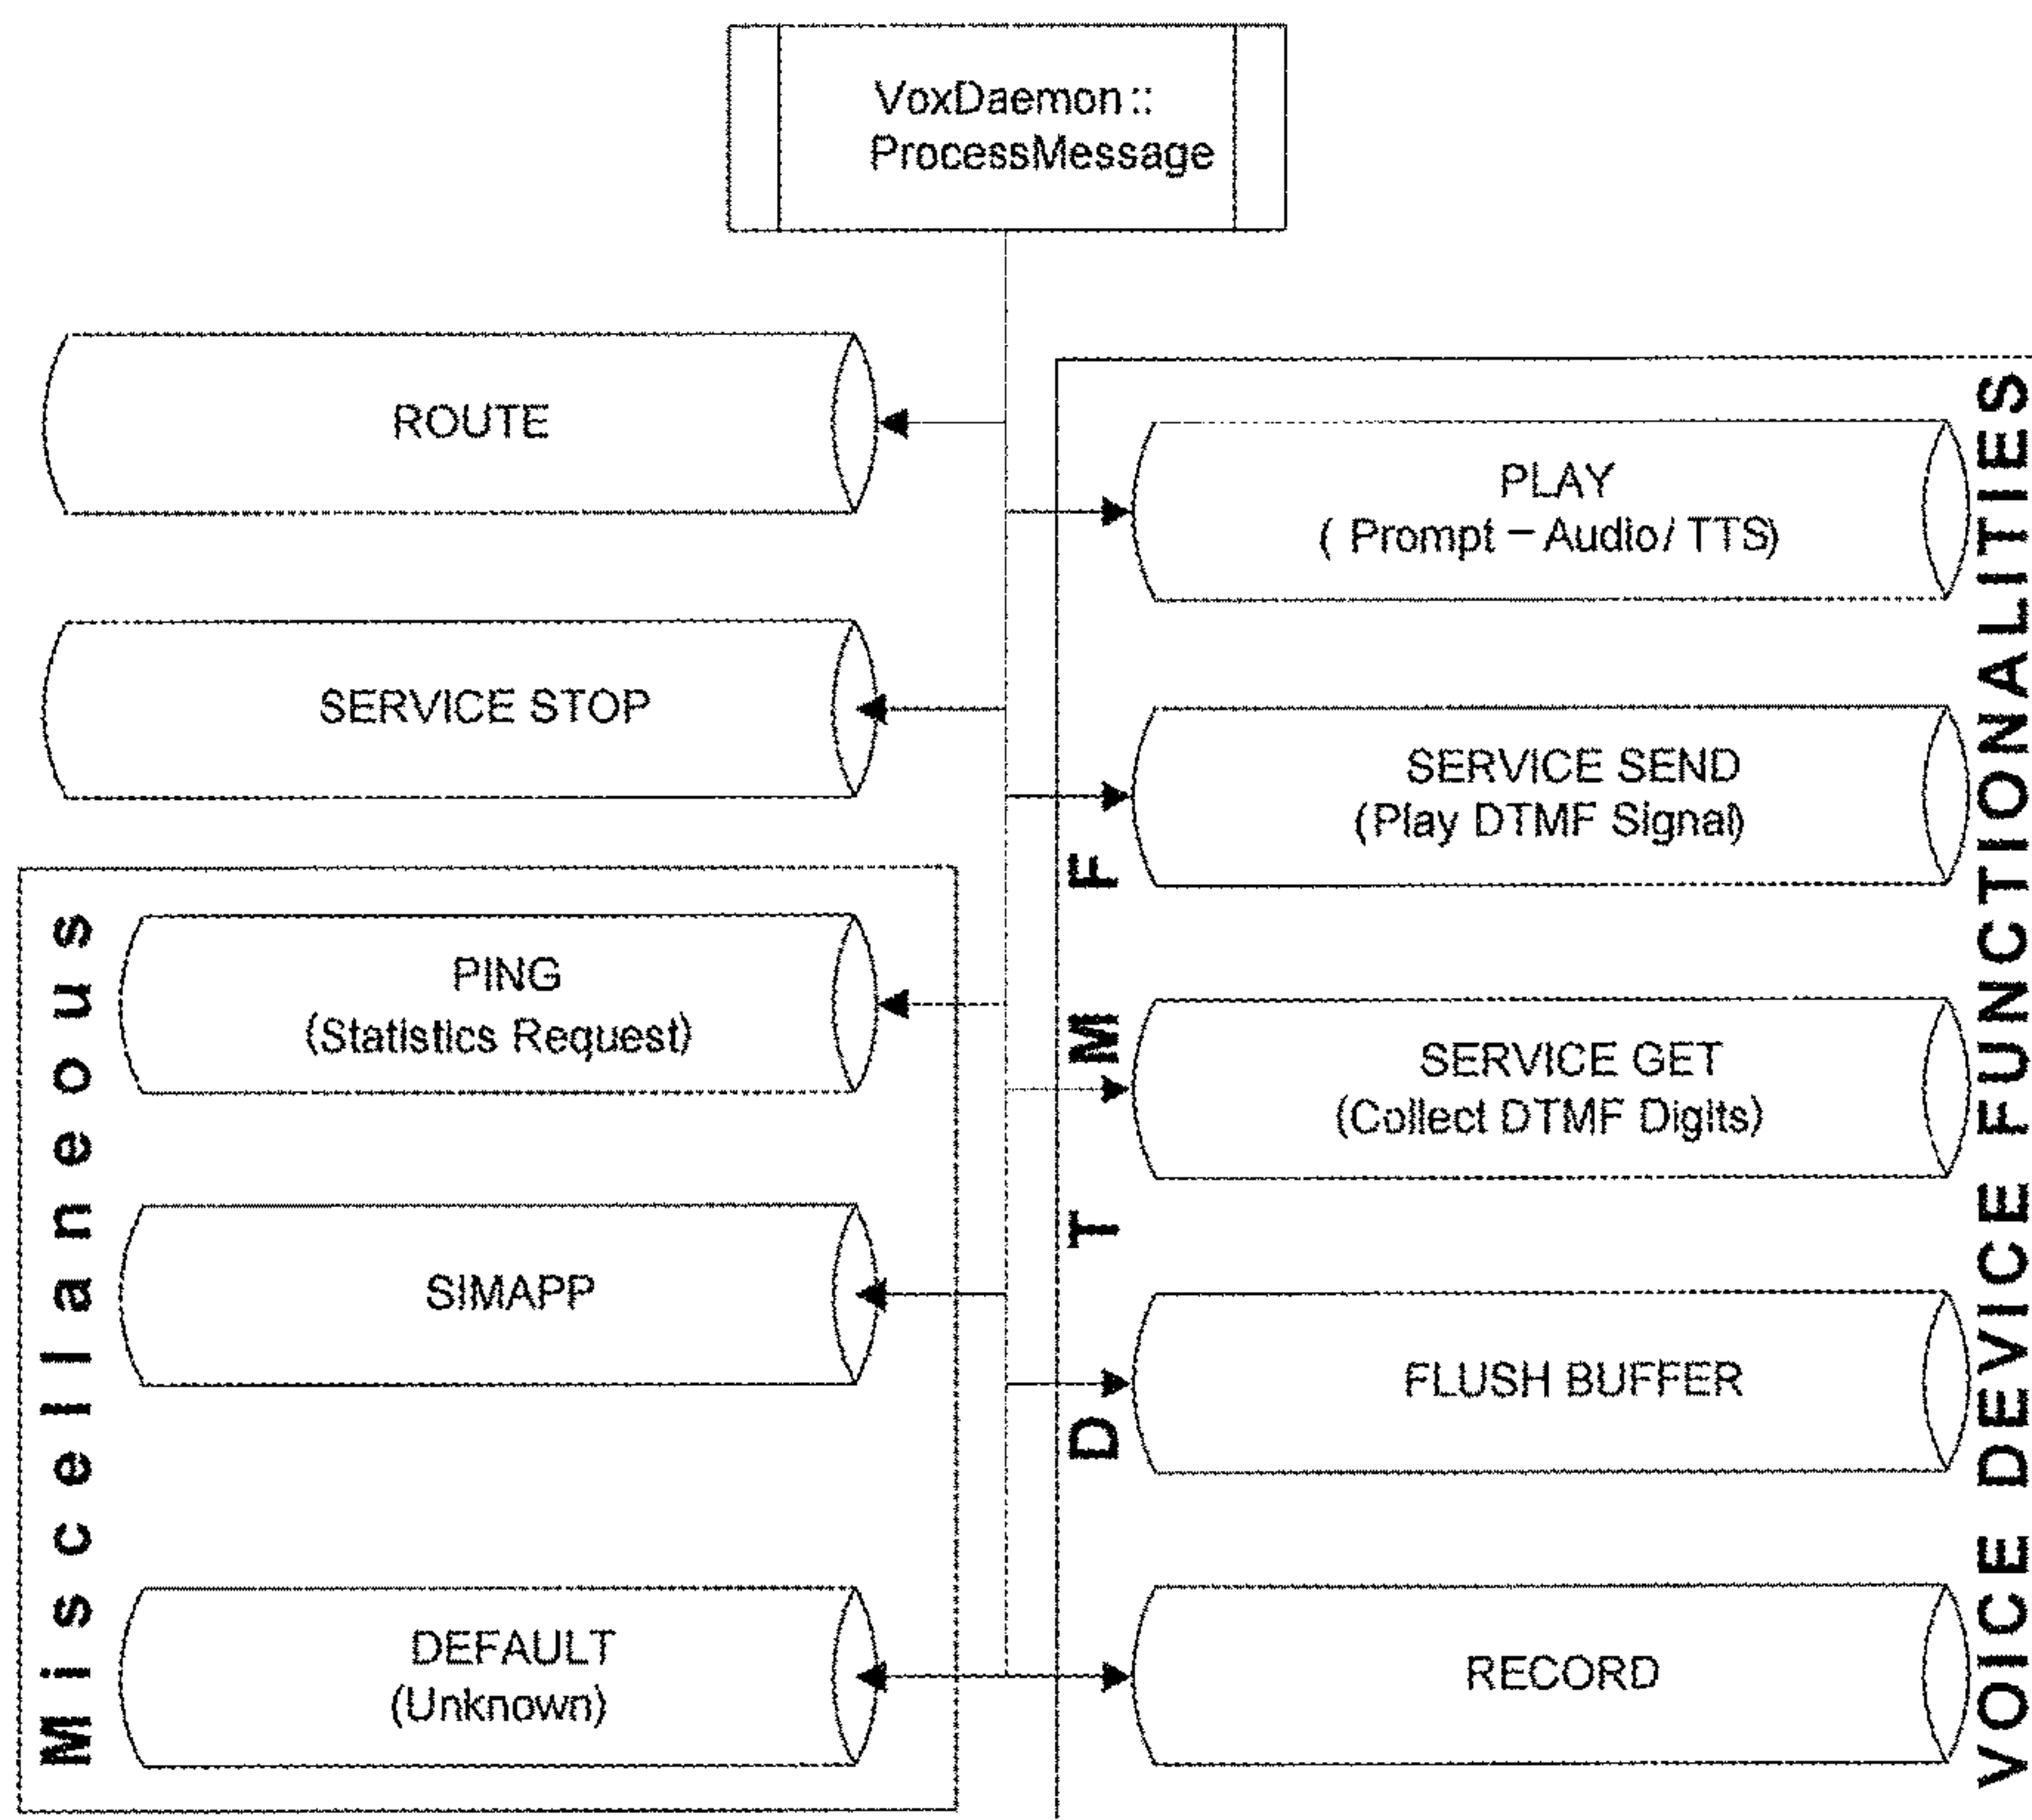 VoxDaemon::
ProcessMessage
ROUTE
PLAY
( Prompt – Audio/ TTS)
SERVICE STOP
SERVICE SEND
(Play DTMF Signal)
PING
(Statistics Request)
SERVICE GET
(Collect DTMF Digits)
SIMAPP
FLUSH BUFFER
DEFAULT
(Unknown)
RECORD
Miscellaneous
DTMF
VOICE DEVICE FUNCTIONALITIES